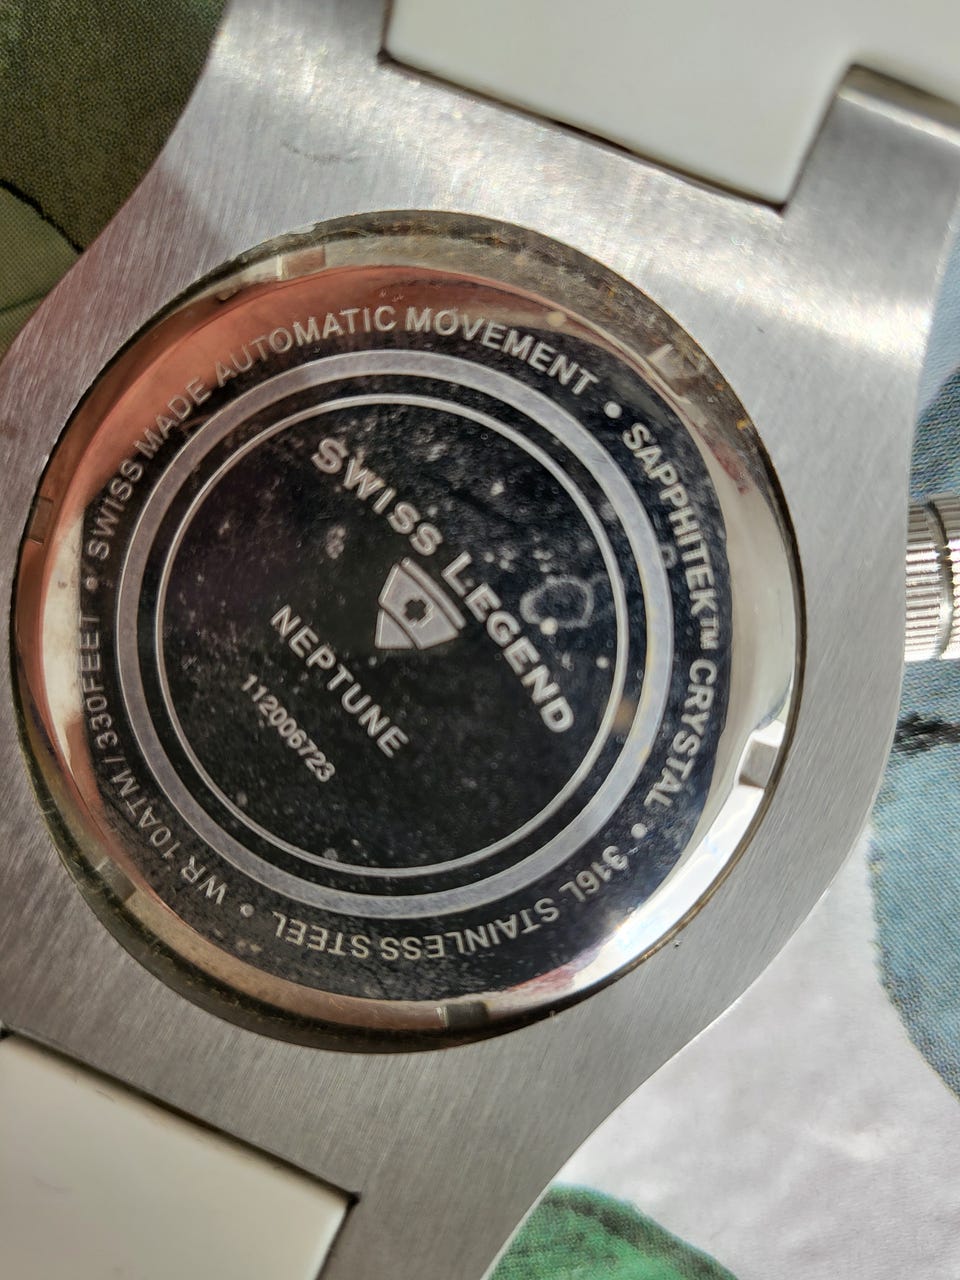 SWISS LEGEND
NEPTUNE
112006723
SWISS MADE AUTOMATIC MOVEMENT • SAPPHITEK™ CRYSTAL • 316L STAINLESS STEEL • WR 10ATM / 330FEET •